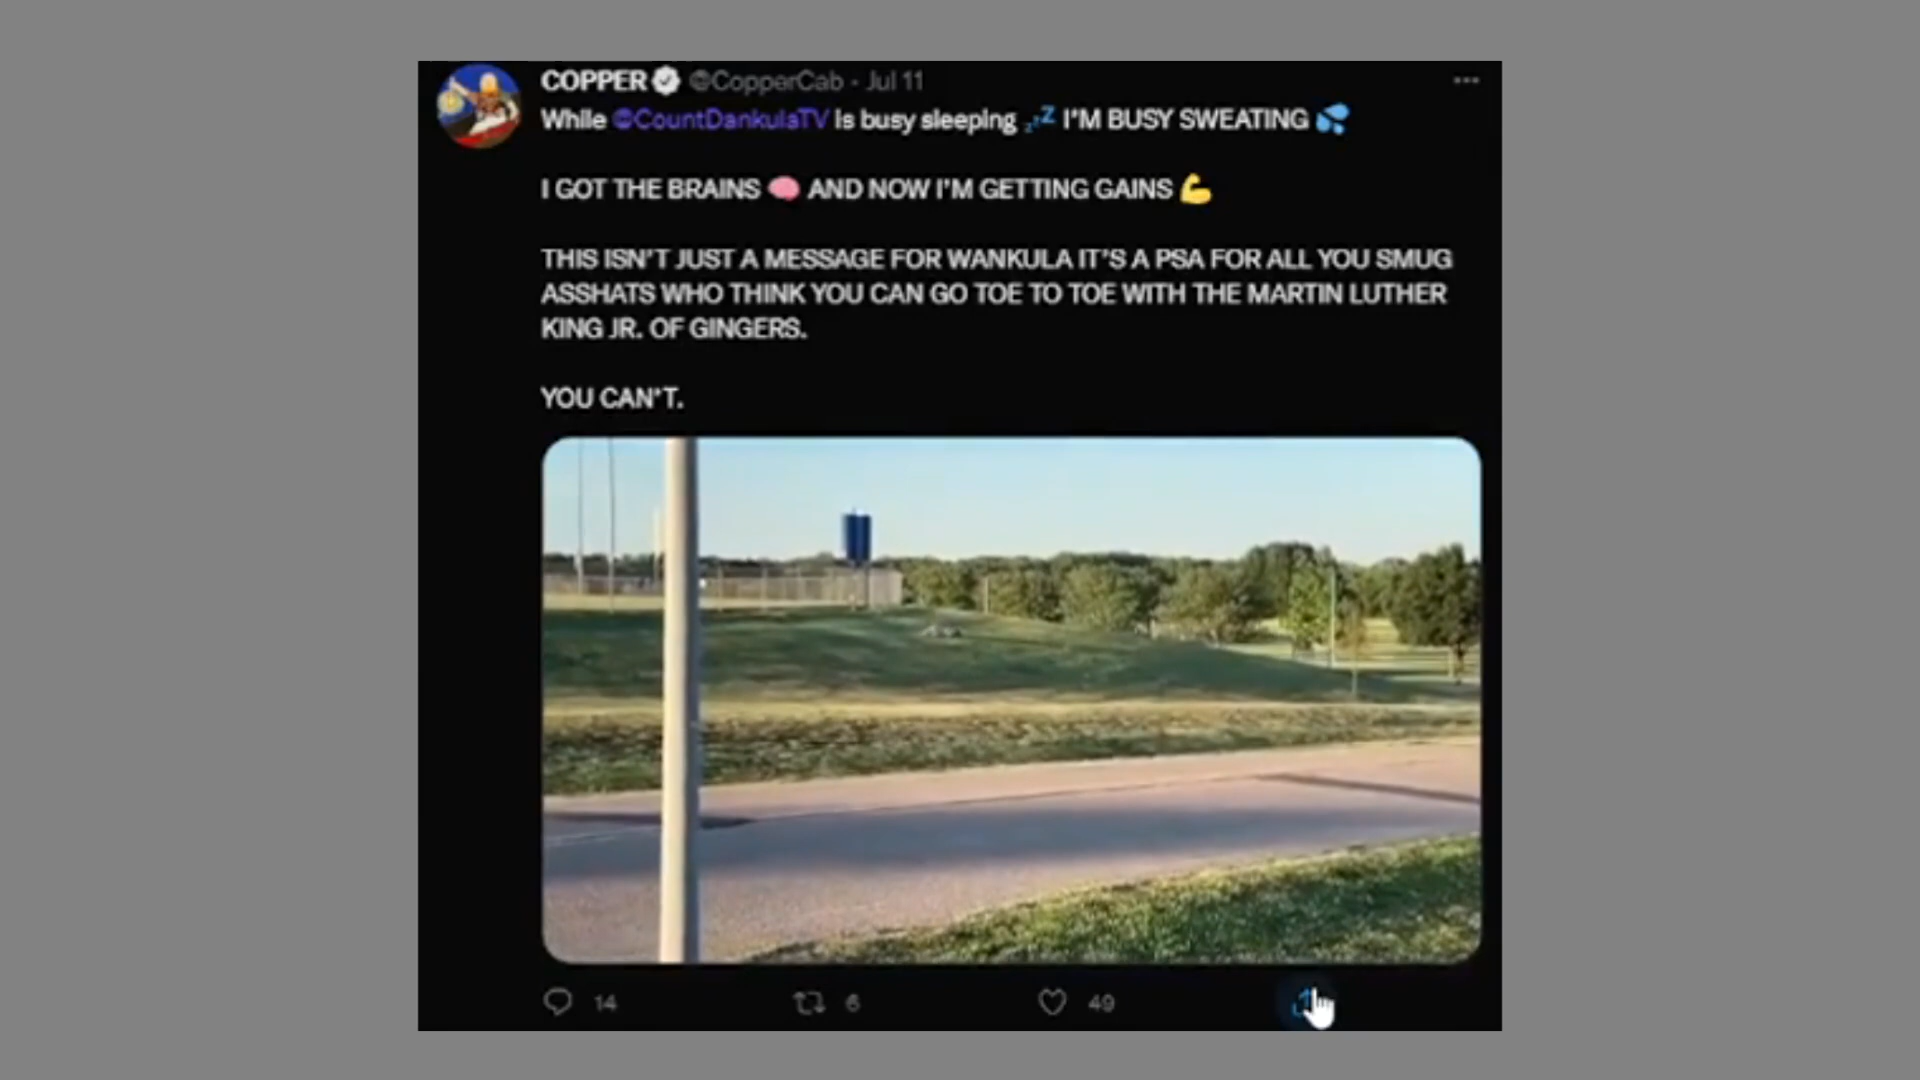 COPPER @CopperCab · Jul 11
While @CountDankulaTV is busy sleeping 💤 I'M BUSY SWEATING 💦
I GOT THE BRAINS 🧠 AND NOW I'M GETTING GAINS 💪
THIS ISN'T JUST A MESSAGE FOR WANKULA IT'S A PSA FOR ALL YOU SMUG
ASSHATS WHO THINK YOU CAN GO TOE TO TOE WITH THE MARTIN LUTHER
KING JR. OF GINGERS.
YOU CAN'T.
14 6 49